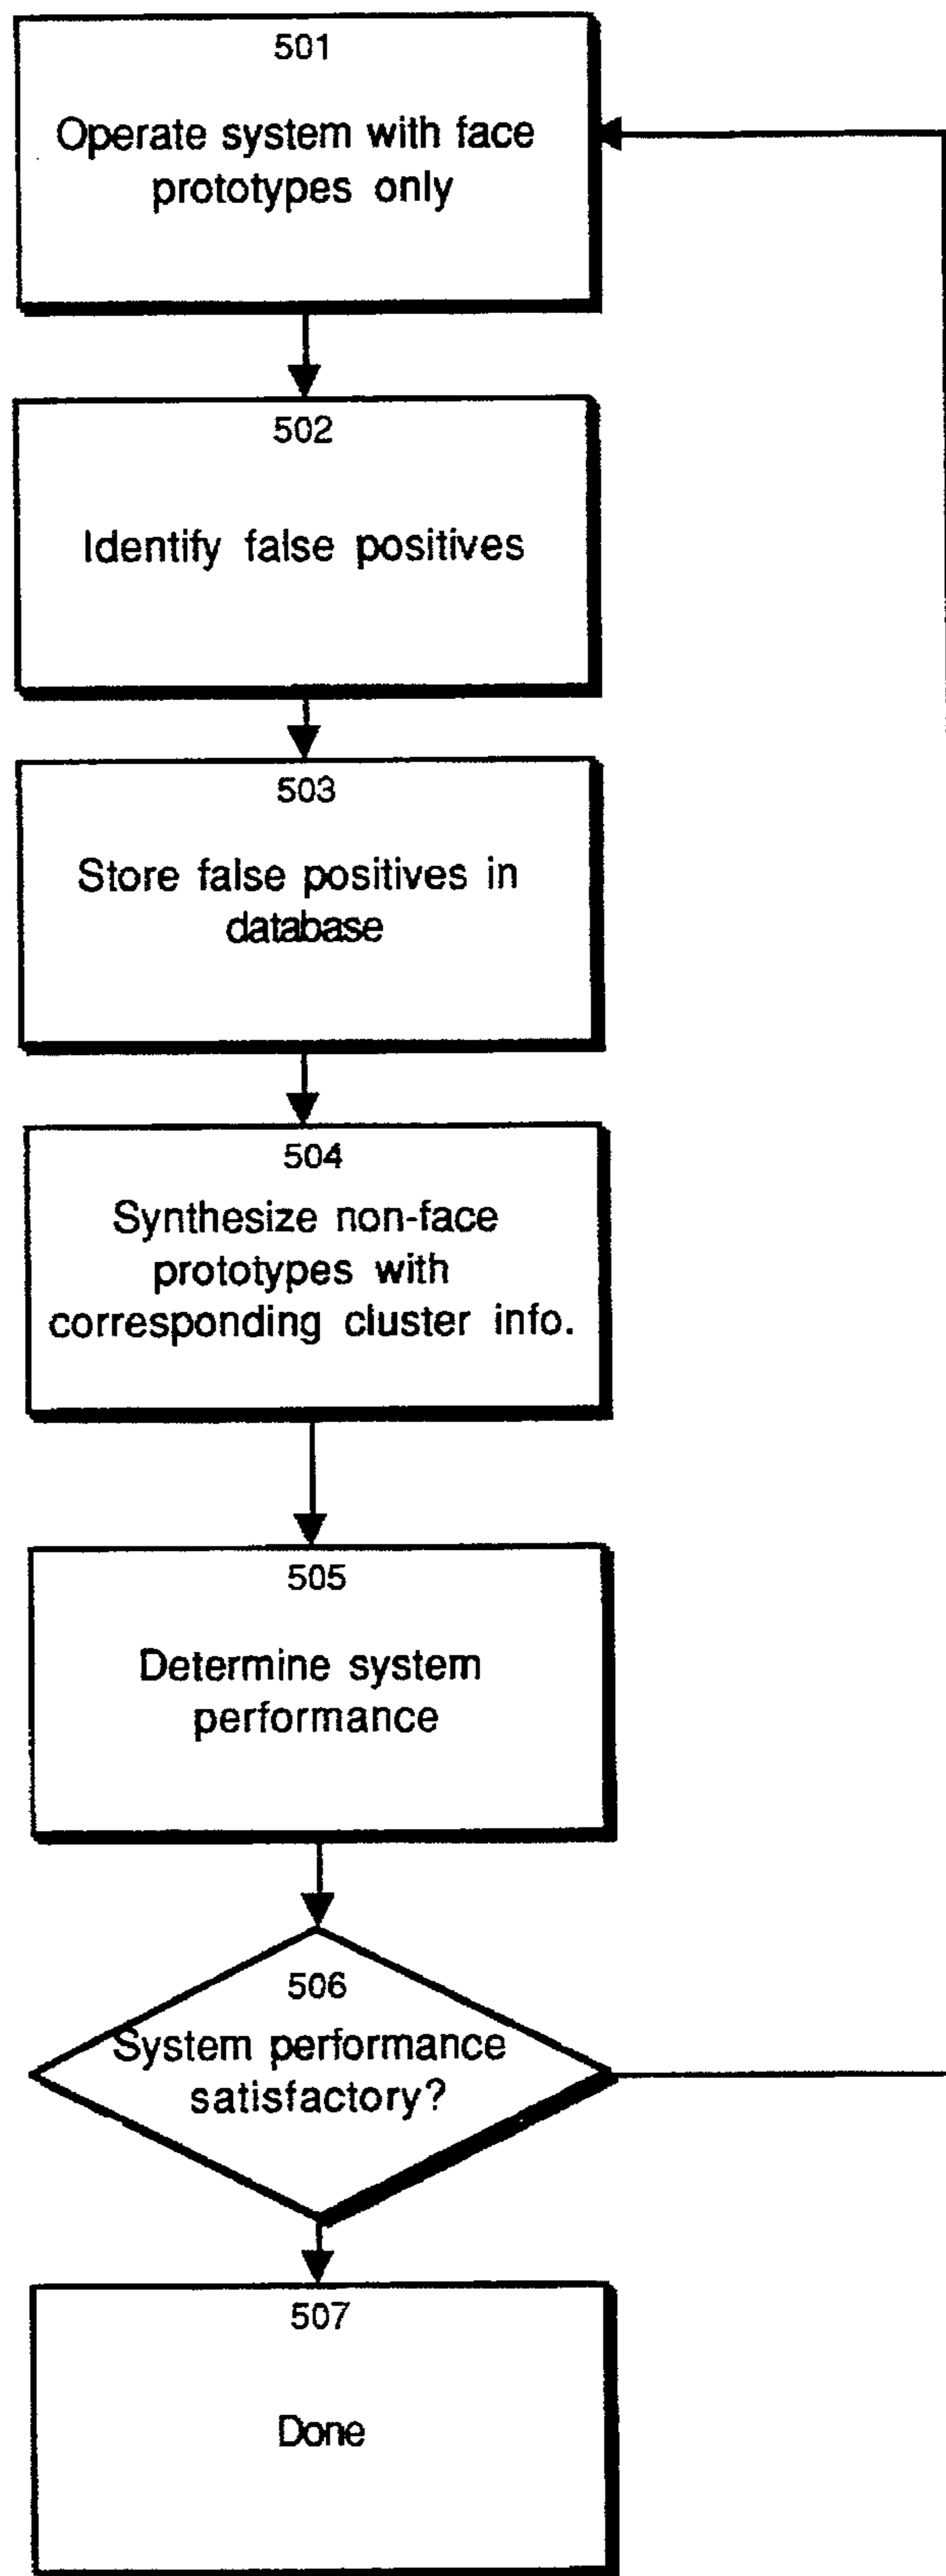 501
Operate system with face
prototypes only
502
Identify false positives
503
Store false positives in
database
504
Synthesize non-face
prototypes with
corresponding cluster info.
505
Determine system
performance
506
System performance
satisfactory?
507
Done